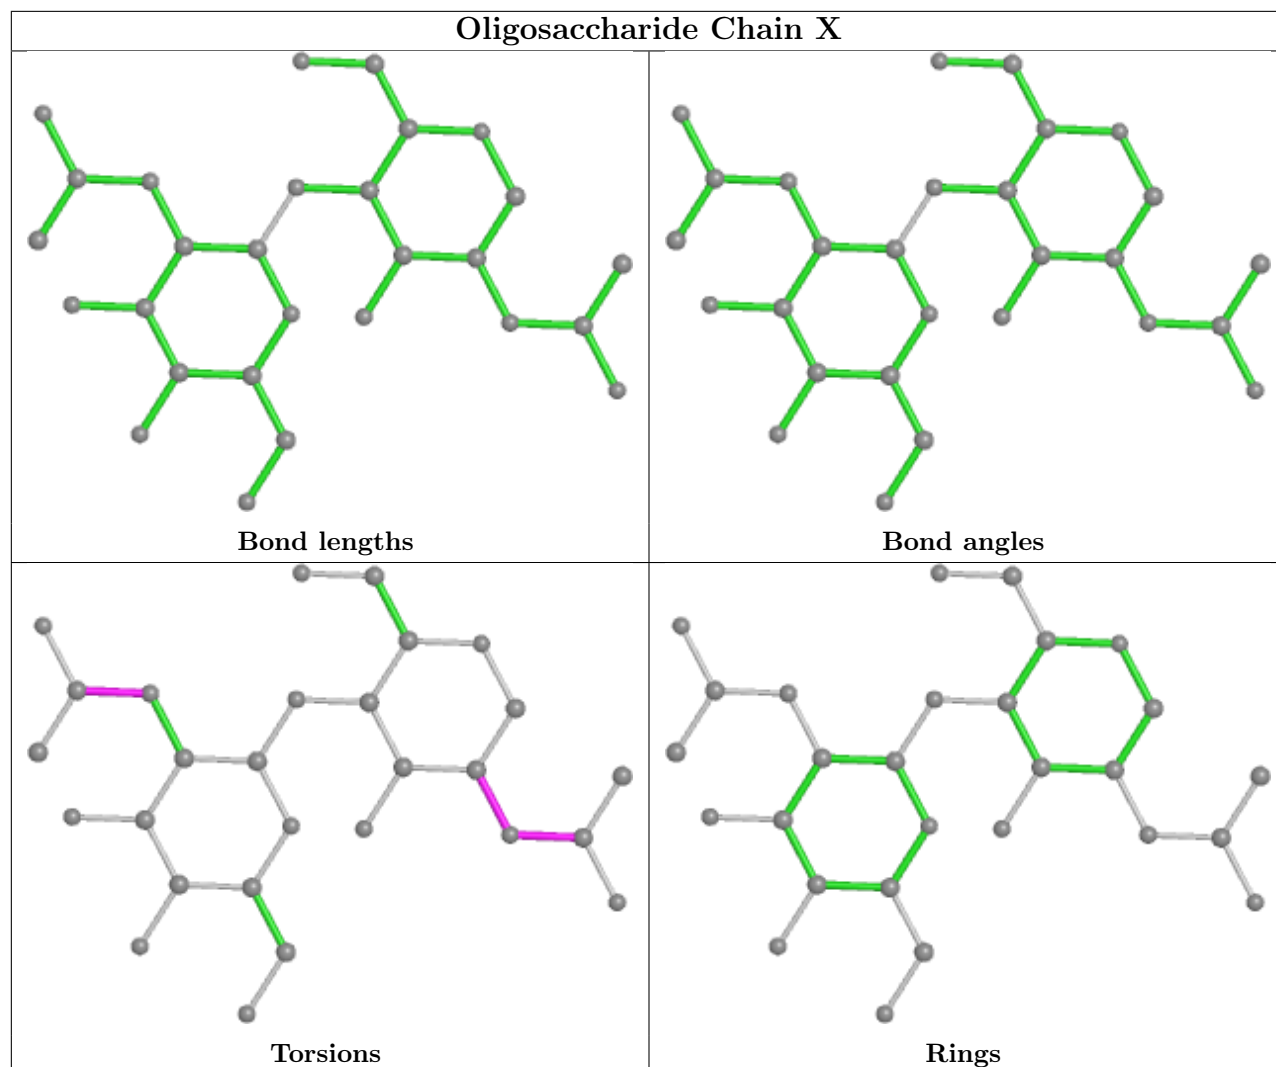 Oligosaccharide Chain X
Bond lengths
Bond angles
Torsions
Rings